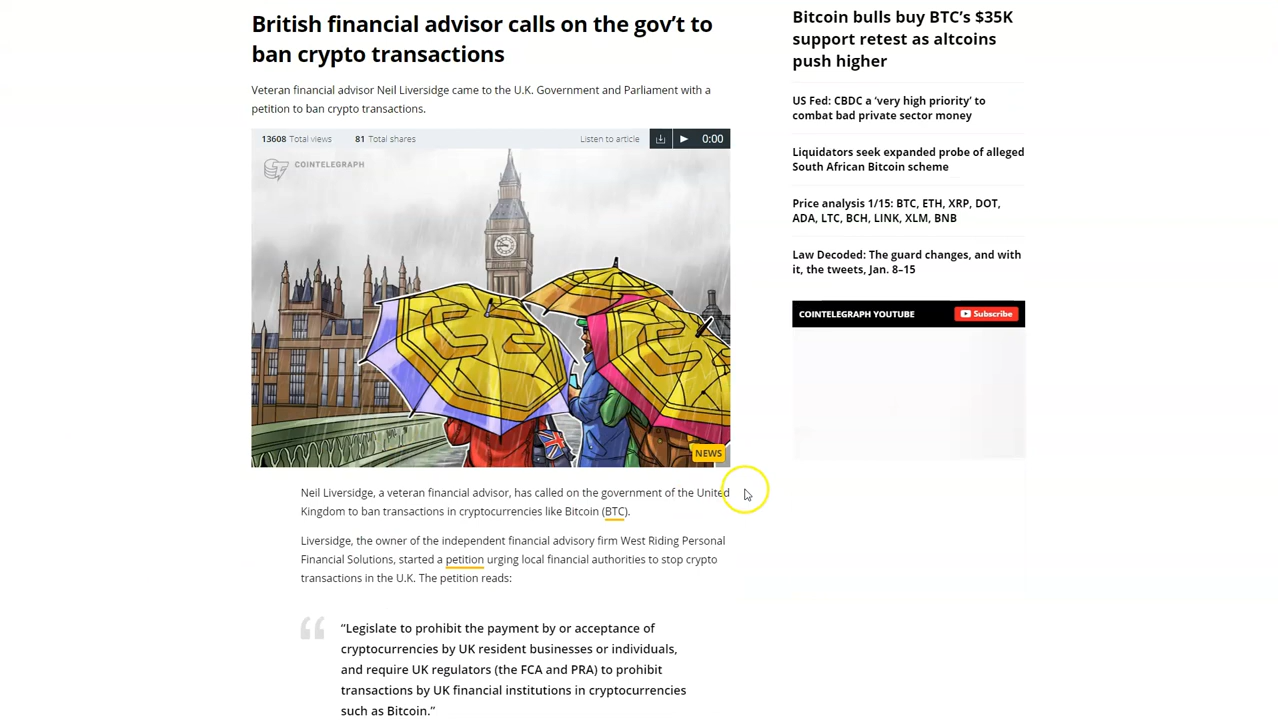 British financial advisor calls on the gov’t to
ban crypto transactions
Veteran financial advisor Neil Liversidge came to the U.K. Government and Parliament with a
petition to ban crypto transactions.
13608 Total views 81 Total shares Listen to article 0:00
COINTELEGRAPH
NEWS
Neil Liversidge, a veteran financial advisor, has called on the government of the United
Kingdom to ban transactions in cryptocurrencies like Bitcoin (BTC).
Liversidge, the owner of the independent financial advisory firm West Riding Personal
Financial Solutions, started a petition urging local financial authorities to stop crypto
transactions in the U.K. The petition reads:
“Legislate to prohibit the payment by or acceptance of
cryptocurrencies by UK resident businesses or individuals,
and require UK regulators (the FCA and PRA) to prohibit
transactions by UK financial institutions in cryptocurrencies
such as Bitcoin.”
Bitcoin bulls buy BTC’s $35K
support retest as altcoins
push higher
US Fed: CBDC a ‘very high priority’ to
combat bad private sector money
Liquidators seek expanded probe of alleged
South African Bitcoin scheme
Price analysis 1/15: BTC, ETH, XRP, DOT,
ADA, LTC, BCH, LINK, XLM, BNB
Law Decoded: The guard changes, and with
it, the tweets, Jan. 8–15
COINTELEGRAPH YOUTUBE Subscribe